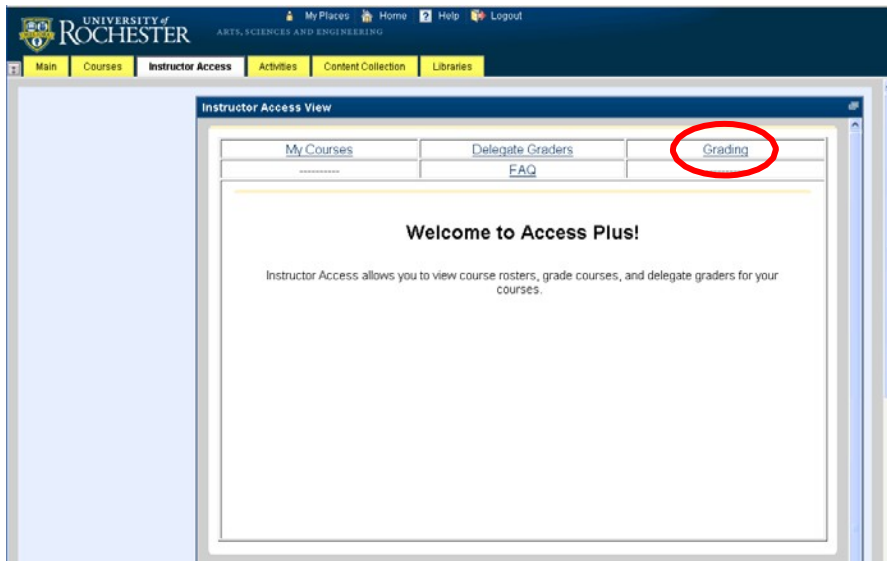 My Places Home ? Help Logout
UNIVERSITY of
ROCHESTER
ARTS, SCIENCES AND ENGINEERING
Main Courses Instructor Access Activities Content Collection Libraries
Instructor Access View
My Courses Delegate Graders Grading
---------- FAQ ----------
Welcome to Access Plus!
Instructor Access allows you to view course rosters, grade courses, and delegate graders for your
courses.